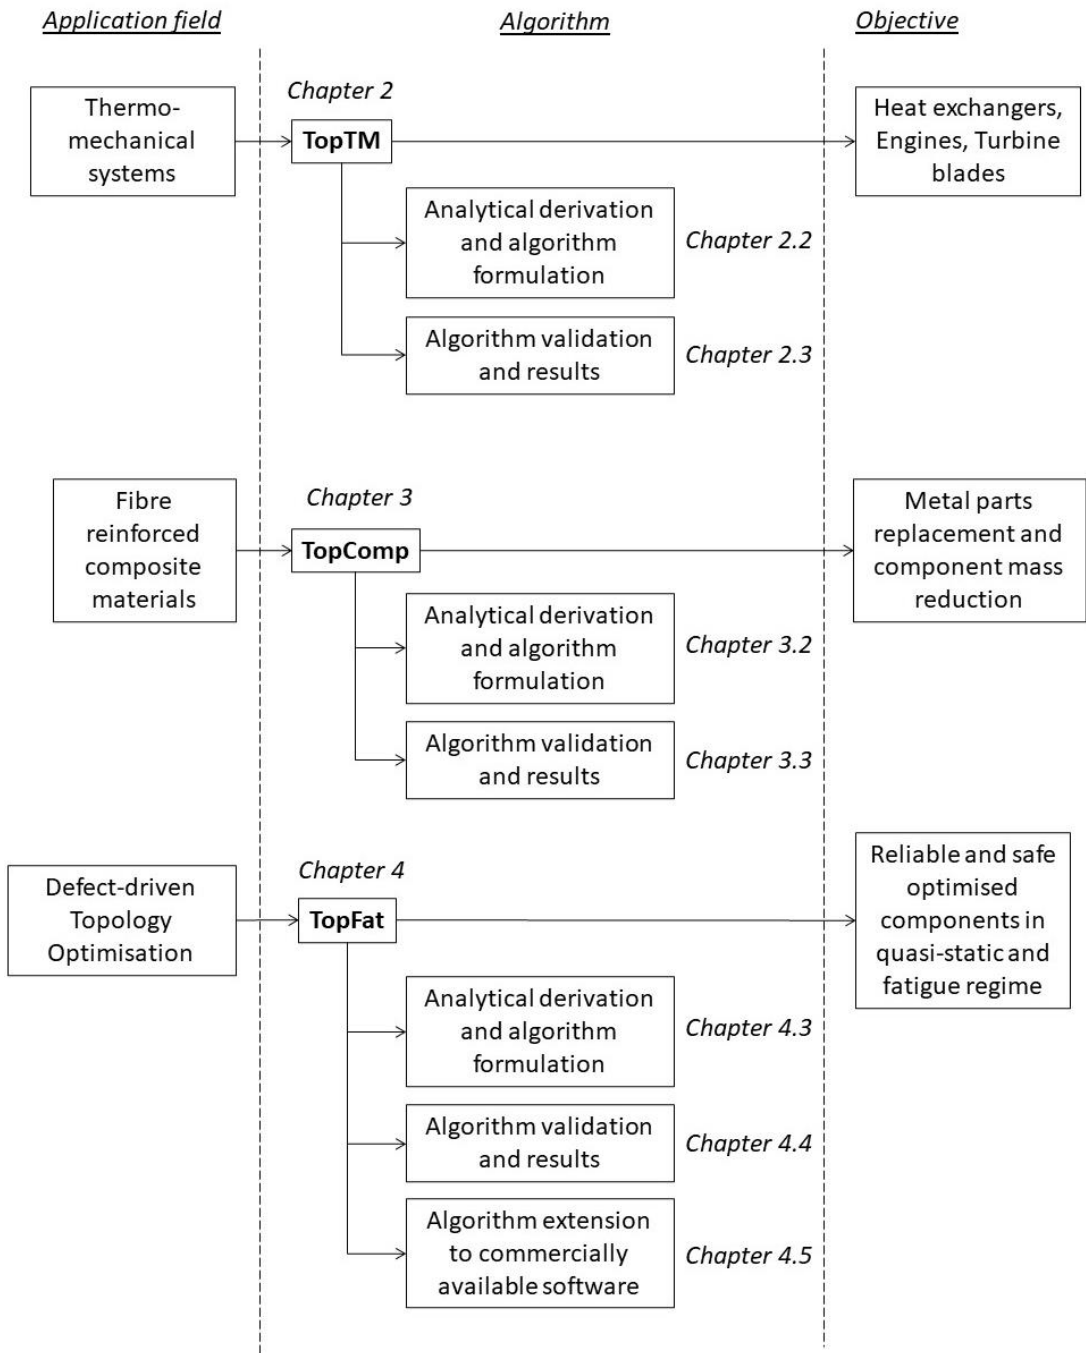 Application field
Algorithm
Objective
Chapter 2
Thermo-
mechanical
systems
TopTM
Heat exchangers,
Engines, Turbine
blades
Analytical derivation
and algorithm
formulation
Chapter 2.2
Algorithm validation
and results
Chapter 2.3
Chapter 3
Fibre
reinforced
composite
materials
TopComp
Metal parts
replacement and
component mass
reduction
Analytical derivation
and algorithm
formulation
Chapter 3.2
Algorithm validation
and results
Chapter 3.3
Chapter 4
Defect-driven
Topology
Optimisation
TopFat
Reliable and safe
optimised
components in
quasi-static and
fatigue regime
Analytical derivation
and algorithm
formulation
Chapter 4.3
Algorithm validation
and results
Chapter 4.4
Algorithm extension
to commercially
available software
Chapter 4.5